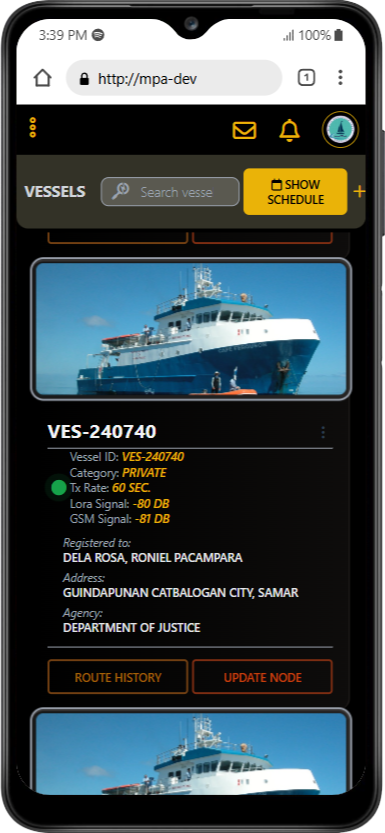 3:39 PM
100%
http://mpa-dev
1
VESSELS
Search vesse
SHOW
SCHEDULE
+
VES-240740
Vessel ID: VES-240740
Category: PRIVATE
Tx Rate: 60 SEC.
Lora Signal: -80 DB
GSM Signal: -81 DB
Registered to:
DELA ROSA, RONIEL PACAMPARA
Address:
GUINDAPUNAN CATBALOGAN CITY, SAMAR
Agency:
DEPARTMENT OF JUSTICE
ROUTE HISTORY
UPDATE NODE